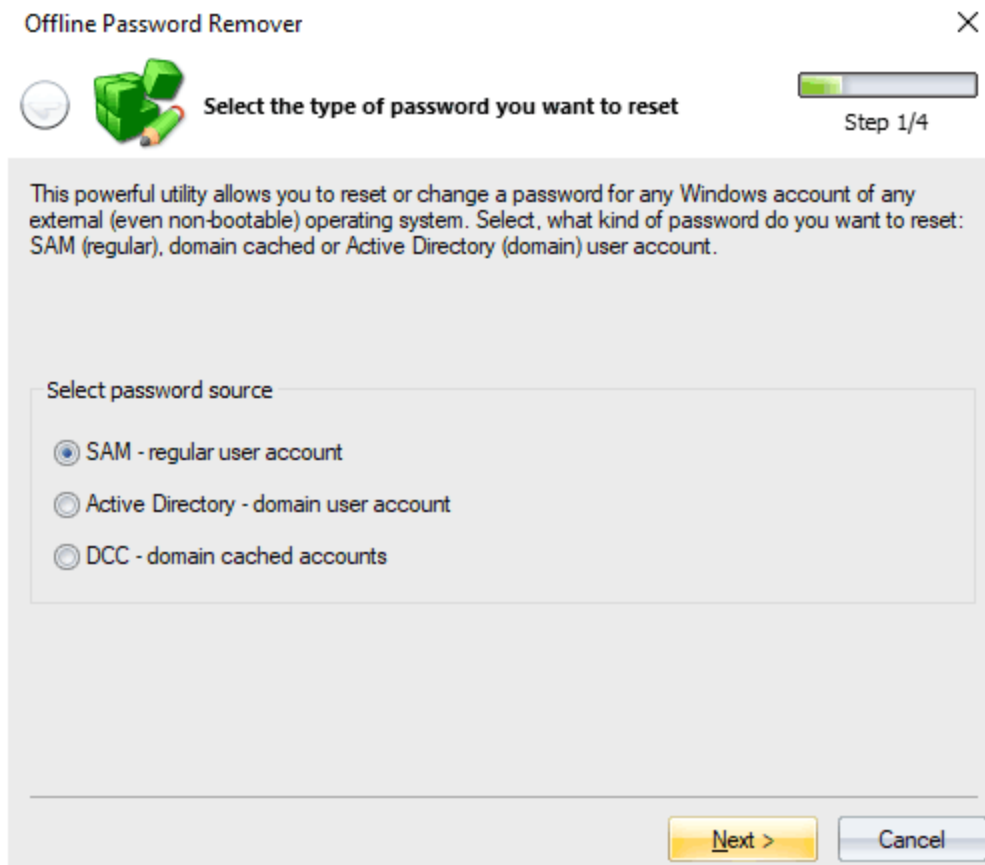 Offline Password Remover
Select the type of password you want to reset
Step 1/4
This powerful utility allows you to reset or change a password for any Windows account of any
external (even non-bootable) operating system. Select, what kind of password do you want to reset:
SAM (regular), domain cached or Active Directory (domain) user account.
Select password source
SAM - regular user account
Active Directory - domain user account
DCC - domain cached accounts
Next >
Cancel